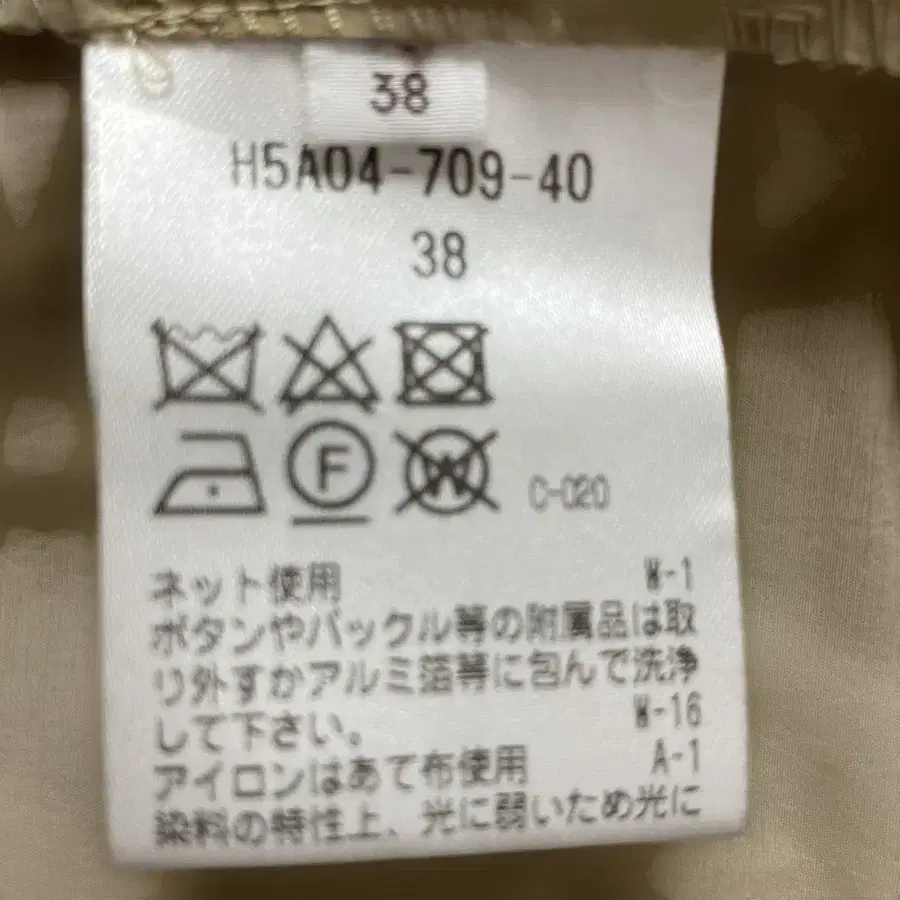 38
H5A04-709-40
38
F
W
C-020
ネット使用 W-1
ボタンやバックル等の附属品は取
り外すかアルミ箔等に包んで洗浄
して下さい。 W-16
アイロンはあて布使用 A-1
染料の特性上、光に弱いため光に